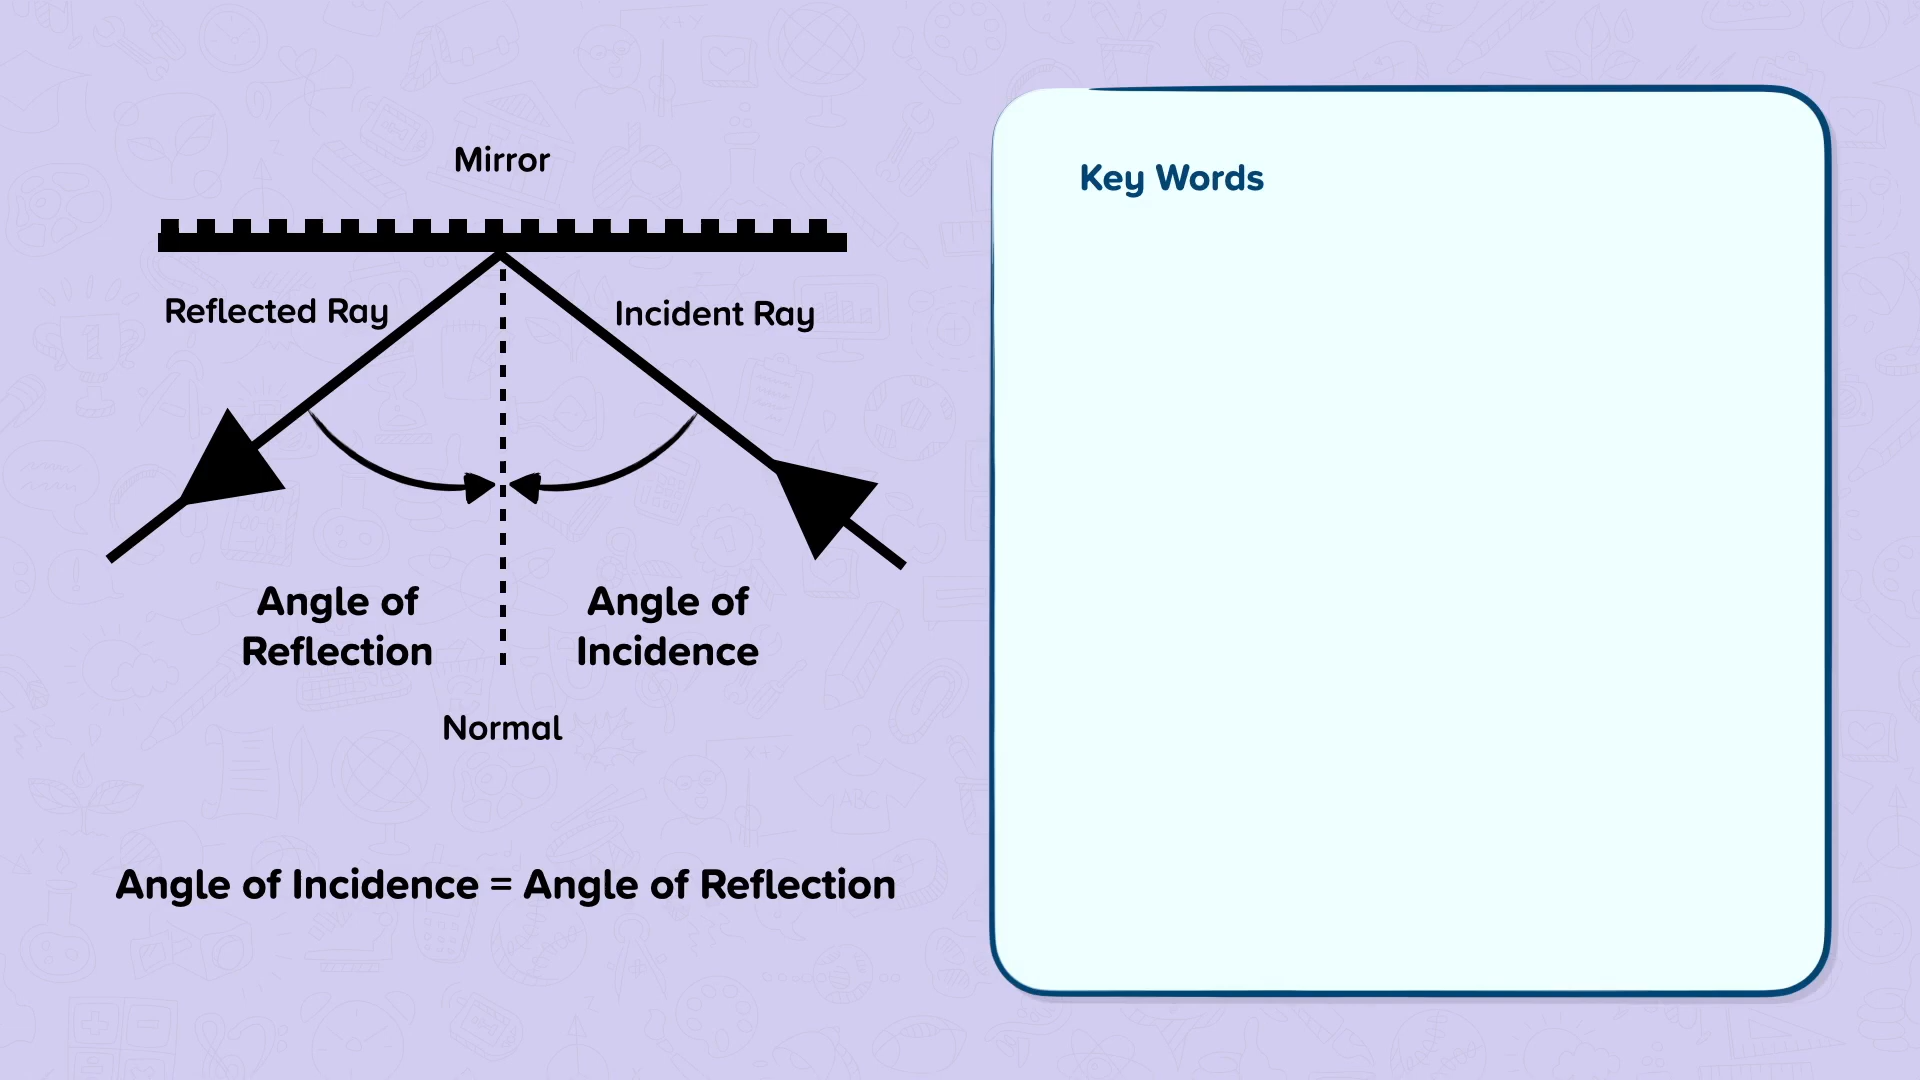 Mirror
Reflected Ray
Incident Ray
Angle of
Reflection
Angle of
Incidence
Normal
Angle of Incidence = Angle of Reflection
Key Words